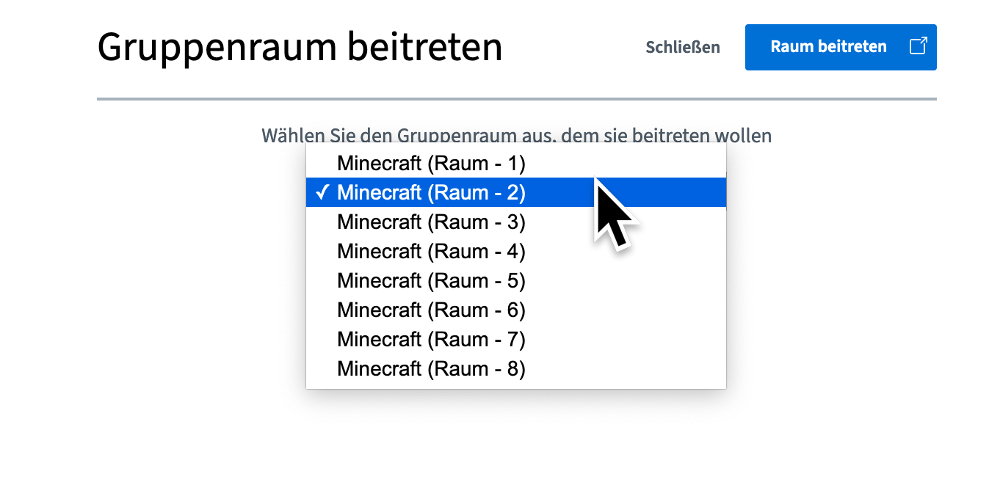 Gruppenraum beitreten
Schließen
Raum beitreten
Wählen Sie den Gruppenraum aus, dem sie beitreten wollen
Minecraft (Raum - 1)
✓ Minecraft (Raum - 2)
Minecraft (Raum - 3)
Minecraft (Raum - 4)
Minecraft (Raum - 5)
Minecraft (Raum - 6)
Minecraft (Raum - 7)
Minecraft (Raum - 8)